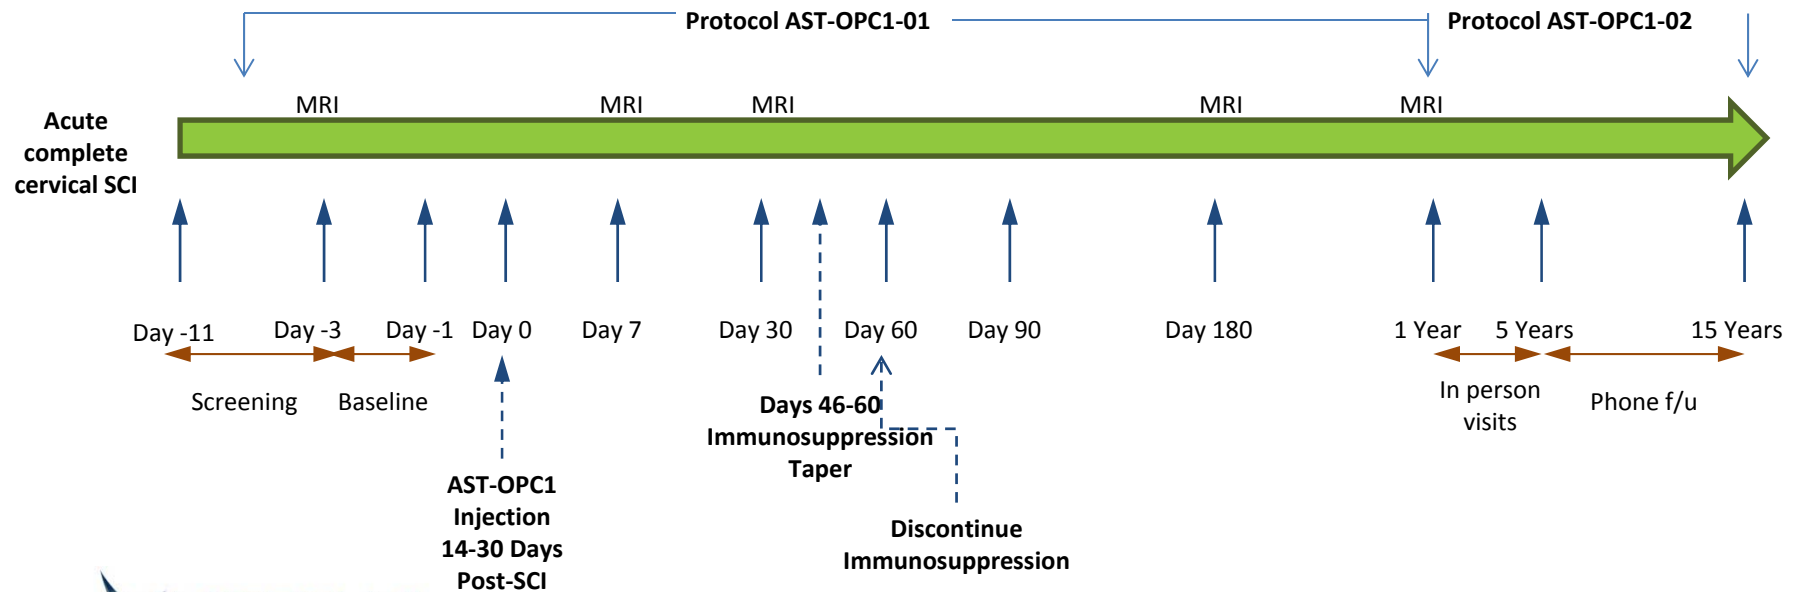 Protocol AST-OPC1-01
Protocol AST-OPC1-02
MRI
MRI
MRI
MRI
MRI
Acute
complete
cervical SCI
Day -11
Day -3
Day -1
Day 0
Day 7
Day 30
Day 60
Day 90
Day 180
1 Year
5 Years
15 Years
Screening
Baseline
In person
visits
Phone f/u
Days 46-60
Immunosuppression
Taper
AST-OPC1
Injection
14-30 Days
Post-SCI
Discontinue
Immunosuppression